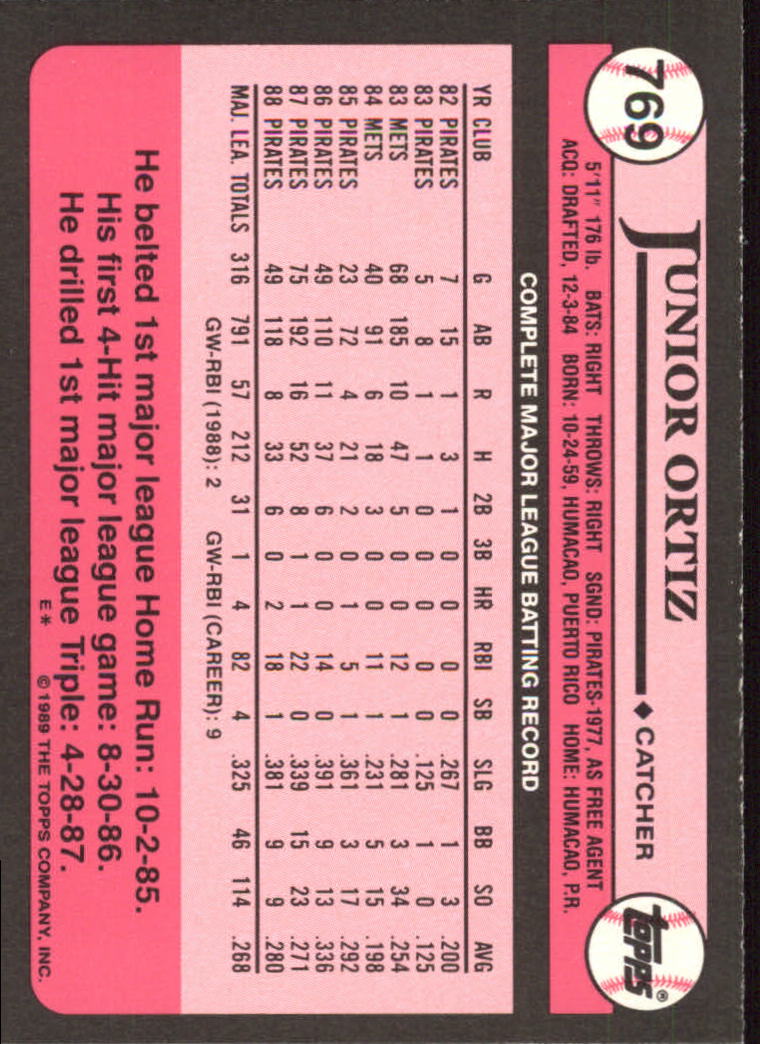 769
JUNIOR ORTIZ
◆ CATCHER
TOPPS®
5'11" 176 lb. BATS: RIGHT THROWS: RIGHT SGND: PIRATES-1977, AS FREE AGENT
ACQ: DRAFTED, 12-3-84 BORN: 10-24-59, HUMACAO, PUERTO RICO HOME: HUMACAO, P.R.
COMPLETE MAJOR LEAGUE BATTING RECORD
YR CLUB G AB R H 2B 3B HR RBI SB SLG BB SO AVG
82 PIRATES 7 15 1 3 1 0 0 0 0 .267 1 3 .200
83 PIRATES 5 8 1 1 0 0 0 0 0 .125 1 0 .125
83 METS 68 185 10 47 5 0 0 12 1 .281 3 34 .254
84 METS 40 91 6 18 3 0 0 11 1 .231 5 15 .198
85 PIRATES 23 72 4 21 2 0 1 5 1 .361 3 17 .292
86 PIRATES 49 110 11 37 6 0 0 14 0 .391 9 13 .336
87 PIRATES 75 192 16 52 8 1 1 22 0 .339 15 23 .271
88 PIRATES 49 118 8 33 6 0 2 18 1 .381 9 9 .280
MAJ. LEA. TOTALS 316 791 57 212 31 1 4 82 4 .325 46 114 .268
GW-RBI (1988): 2 GW-RBI (CAREER): 9
He belted 1st major league Home Run: 10-2-85.
His first 4-Hit major league game: 8-30-86.
He drilled 1st major league Triple: 4-28-87.
E* © 1989 THE TOPPS COMPANY, INC.